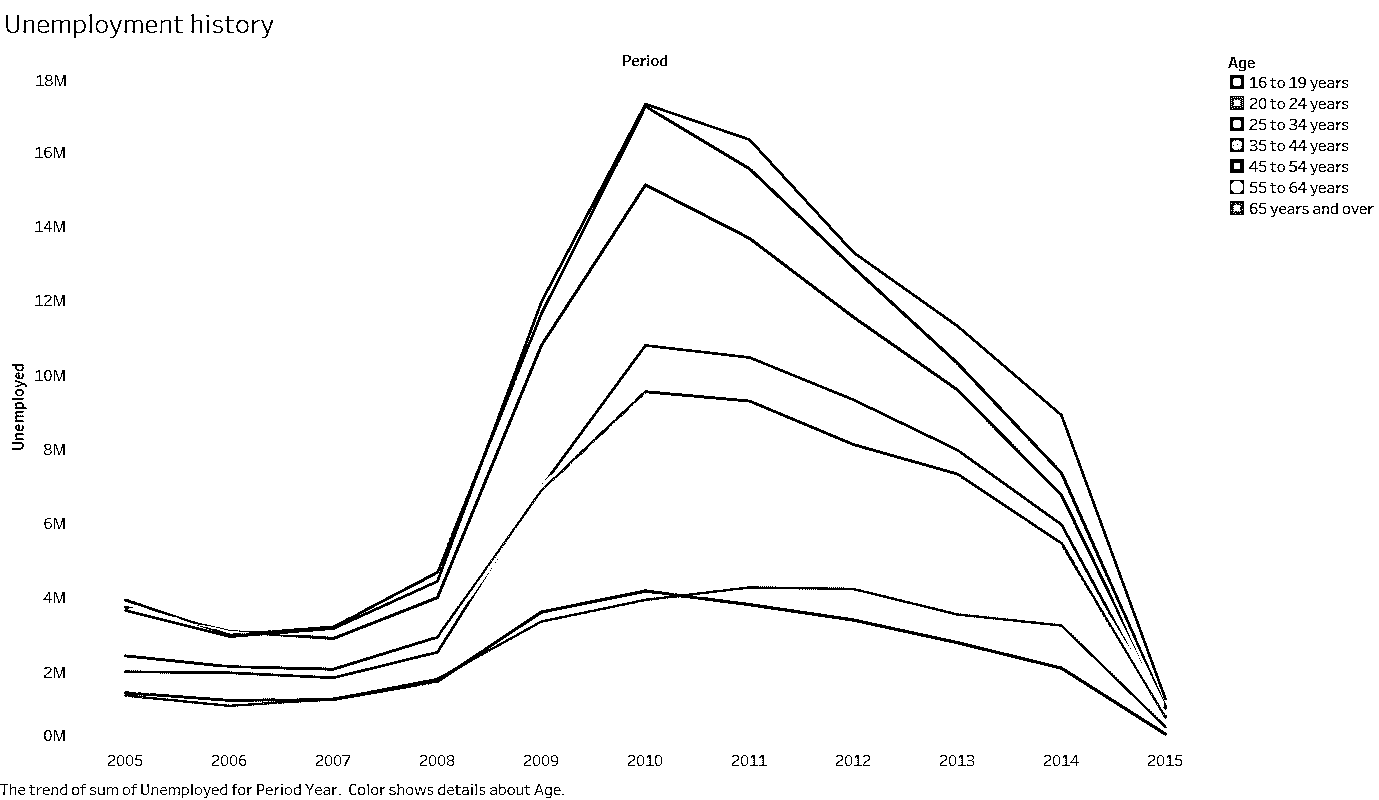 Unemployment history
Period
Age
16 to 19 years
20 to 24 years
25 to 34 years
35 to 44 years
45 to 54 years
55 to 64 years
65 years and over
18M
16M
14M
12M
10M
8M
6M
4M
2M
0M
Unemployed
2005 2006 2007 2008 2009 2010 2011 2012 2013 2014 2015
The trend of sum of Unemployed for Period Year. Color shows details about Age.